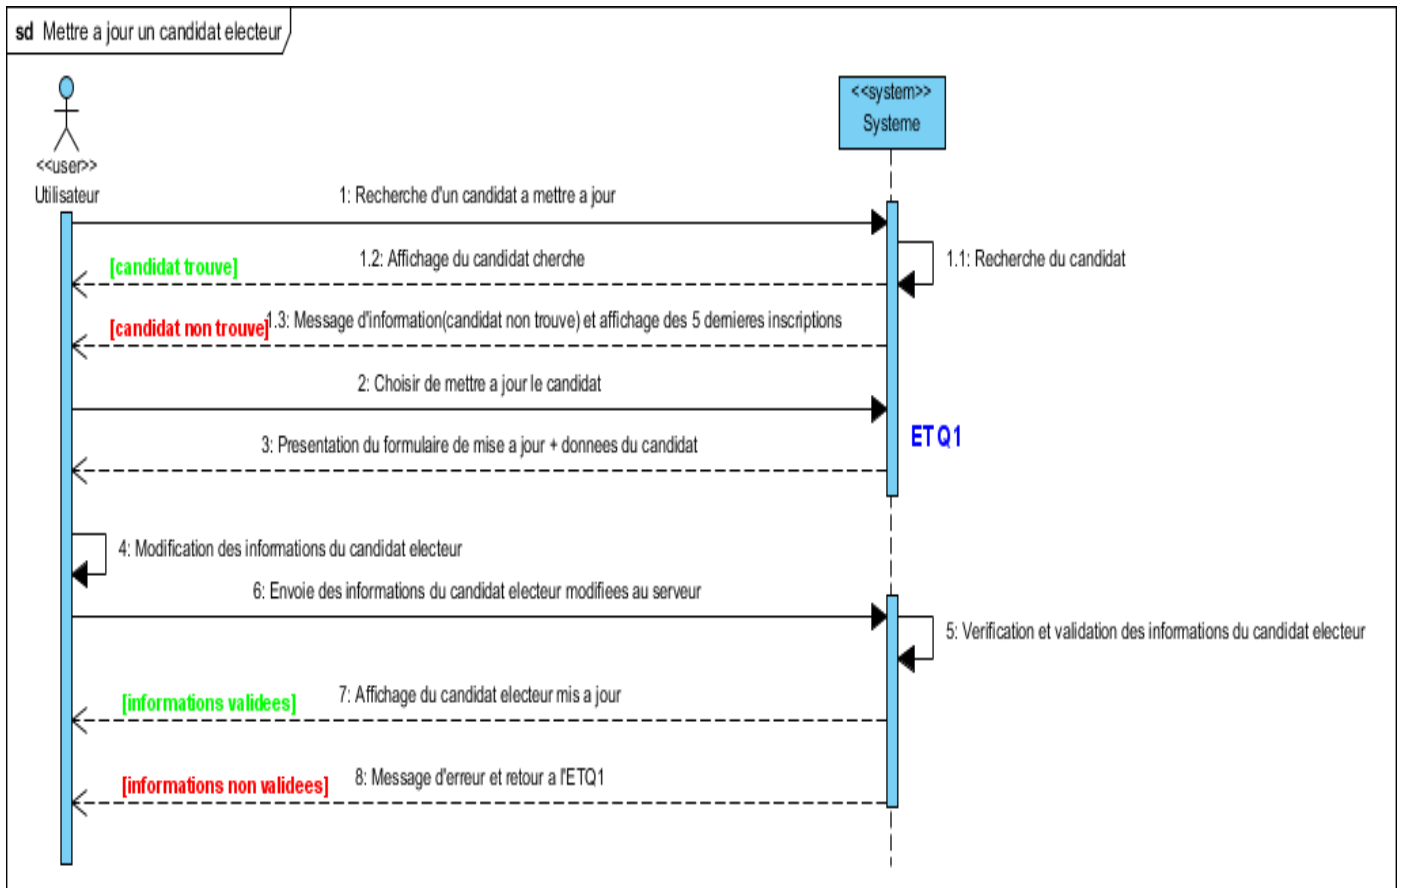 sd Mettre a jour un candidat electeur
<<system>>
Systeme
<<user>>
Utilisateur
1: Recherche d'un candidat a mettre a jour
1.1: Recherche du candidat
[candidat trouve]
1.2: Affichage du candidat cherche
[candidat non trouve]
1.3: Message d'information(candidat non trouve) et affichage des 5 dernieres inscriptions
2: Choisir de mettre a jour le candidat
ETQ1
3: Presentation du formulaire de mise a jour + donnees du candidat
4: Modification des informations du candidat electeur
6: Envoie des informations du candidat electeur modifiees au serveur
5: Verification et validation des informations du candidat electeur
[informations validees]
7: Affichage du candidat electeur mis a jour
[informations non validees]
8: Message d'erreur et retour a l'ETQ1